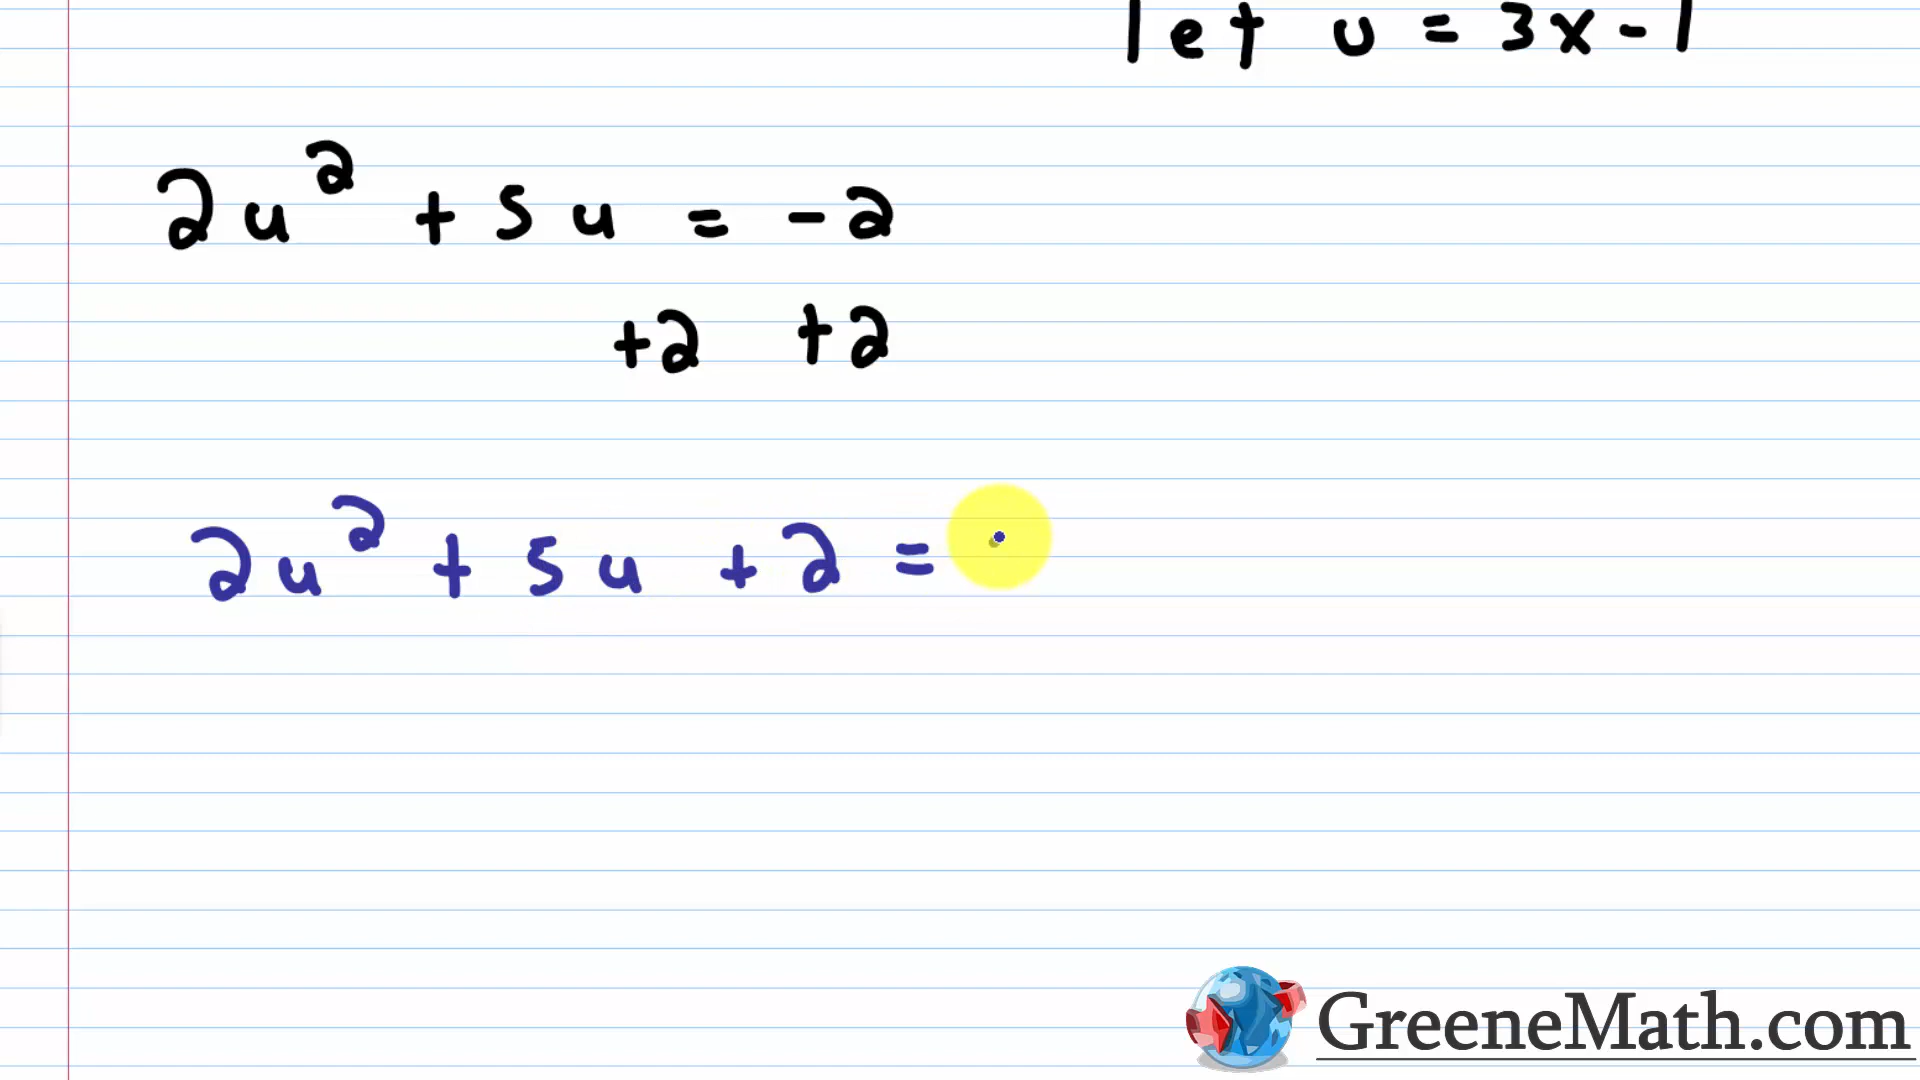 let u = 3x - 1
2u² + 5u = -2
+2 +2
2u² + 5u + 2 =
GreeneMath.com